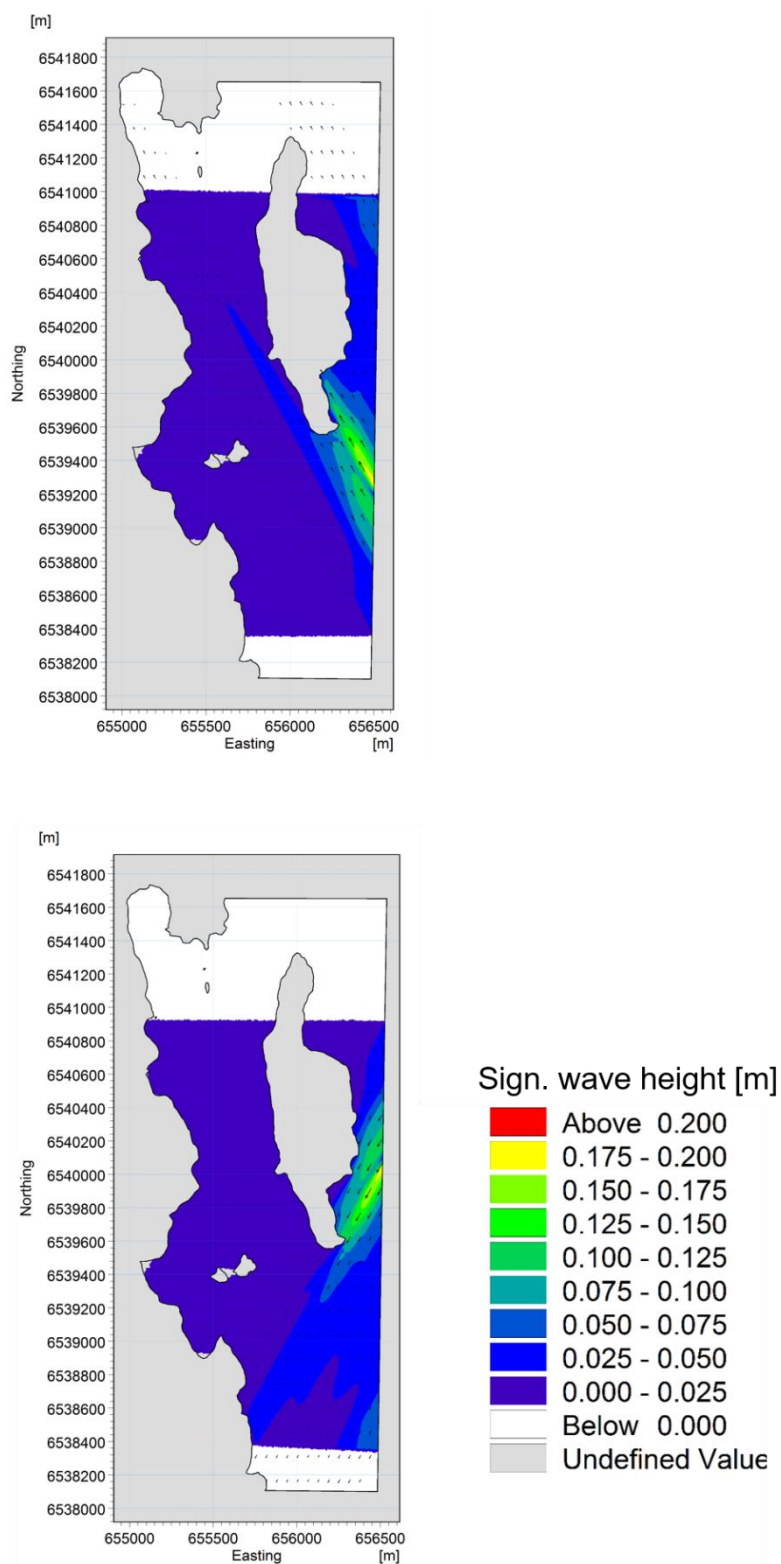 [m]
6541800
6541600
6541400
6541200
6541000
6540800
6540600
6540400
6540200
6540000
6539800
6539600
6539400
6539200
6539000
6538800
6538600
6538400
6538200
6538000
Northing
655000 655500 656000 656500
Easting [m]
[m]
6541800
6541600
6541400
6541200
6541000
6540800
6540600
6540400
6540200
6540000
6539800
6539600
6539400
6539200
6539000
6538800
6538600
6538400
6538200
6538000
Northing
655000 655500 656000 656500
Easting [m]
Sign. wave height [m]
Above 0.200
0.175 - 0.200
0.150 - 0.175
0.125 - 0.150
0.100 - 0.125
0.075 - 0.100
0.050 - 0.075
0.025 - 0.050
0.000 - 0.025
Below 0.000
Undefined Value